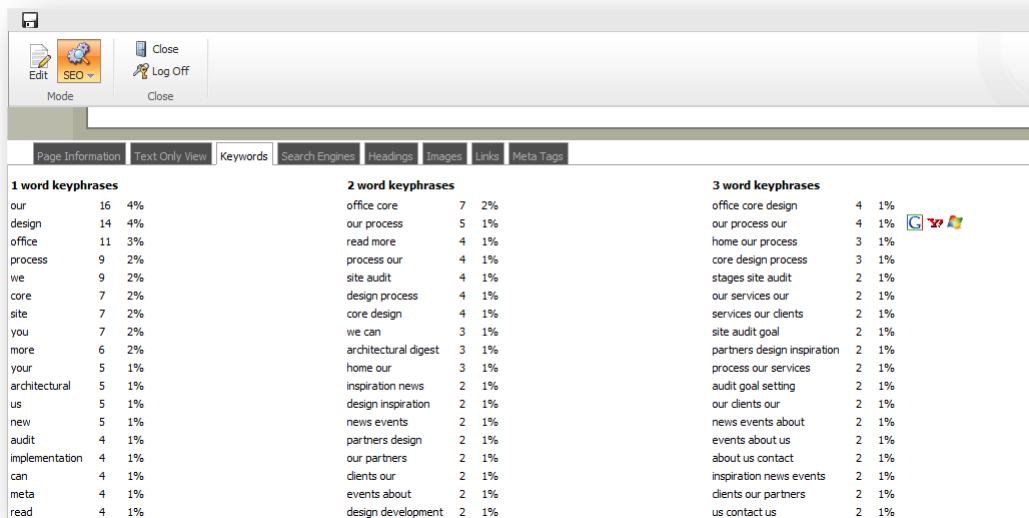 Edit
SEO
Close
Log Off
Mode
Close
Page Information Text Only View Keywords Search Engines Headings Images Links Meta Tags
1 word keyphrases 2 word keyphrases 3 word keyphrases
our 16 4% office core 7 2% office core design 4 1%
design 14 4% our process 5 1% our process our 4 1% G Y?
office 11 3% read more 4 1% home our process 3 1%
process 9 2% process our 4 1% core design process 3 1%
we 9 2% site audit 4 1% stages site audit 2 1%
core 7 2% design process 4 1% our services our 2 1%
site 7 2% core design 4 1% services our clients 2 1%
you 7 2% we can 3 1% site audit goal 2 1%
more 6 2% architectural digest 3 1% partners design inspiration 2 1%
your 5 1% home our 3 1% process our services 2 1%
architectural 5 1% inspiration news 2 1% audit goal setting 2 1%
us 5 1% design inspiration 2 1% our clients our 2 1%
new 5 1% news events 2 1% news events about 2 1%
audit 4 1% partners design 2 1% events about us 2 1%
implementation 4 1% our partners 2 1% about us contact 2 1%
can 4 1% clients our 2 1% inspiration news events 2 1%
meta 4 1% events about 2 1% clients our partners 2 1%
read 4 1% design development 2 1% us contact us 2 1%